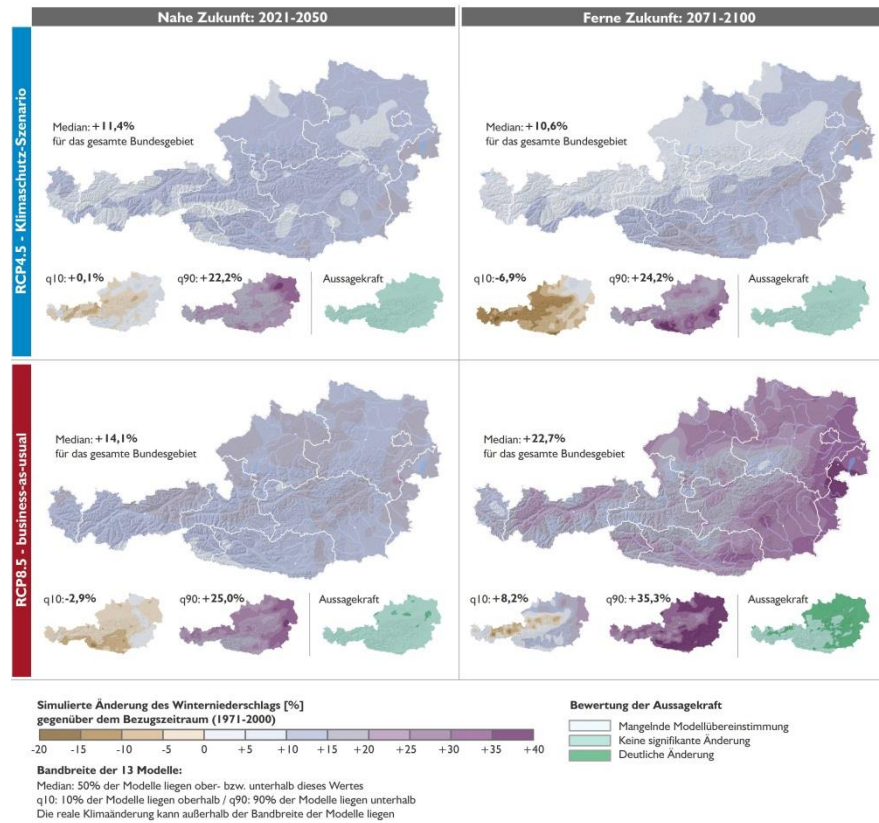 Nahe Zukunft: 2021-2050
Ferne Zukunft: 2071-2100
RCP4.5 - Klimaschutz-Szenario
Median: +11,4%
für das gesamte Bundesgebiet
q10: +0,1%
q90: +22,2%
Aussagekraft
Median: +10,6%
für das gesamte Bundesgebiet
q10: -6,9%
q90: +24,2%
Aussagekraft
RCP8.5 - business-as-usual
Median: +14,1%
für das gesamte Bundesgebiet
q10: -2,9%
q90: +25,0%
Aussagekraft
Median: +22,7%
für das gesamte Bundesgebiet
q10: +8,2%
q90: +35,3%
Aussagekraft
Simulierte Änderung des Winterniederschlags [%]
gegenüber dem Bezugszeitraum (1971-2000)
-20 -15 -10 -5 0 +5 +10 +15 +20 +25 +30 +35 +40
Bandbreite der 13 Modelle:
Median: 50% der Modelle liegen ober- bzw. unterhalb dieses Wertes
q10: 10% der Modelle liegen oberhalb / q90: 90% der Modelle liegen unterhalb
Die reale Klimaänderung kann außerhalb der Bandbreite der Modelle liegen
Bewertung der Aussagekraft
Mangelnde Modellübereinstimmung
Keine signifikante Änderung
Deutliche Änderung